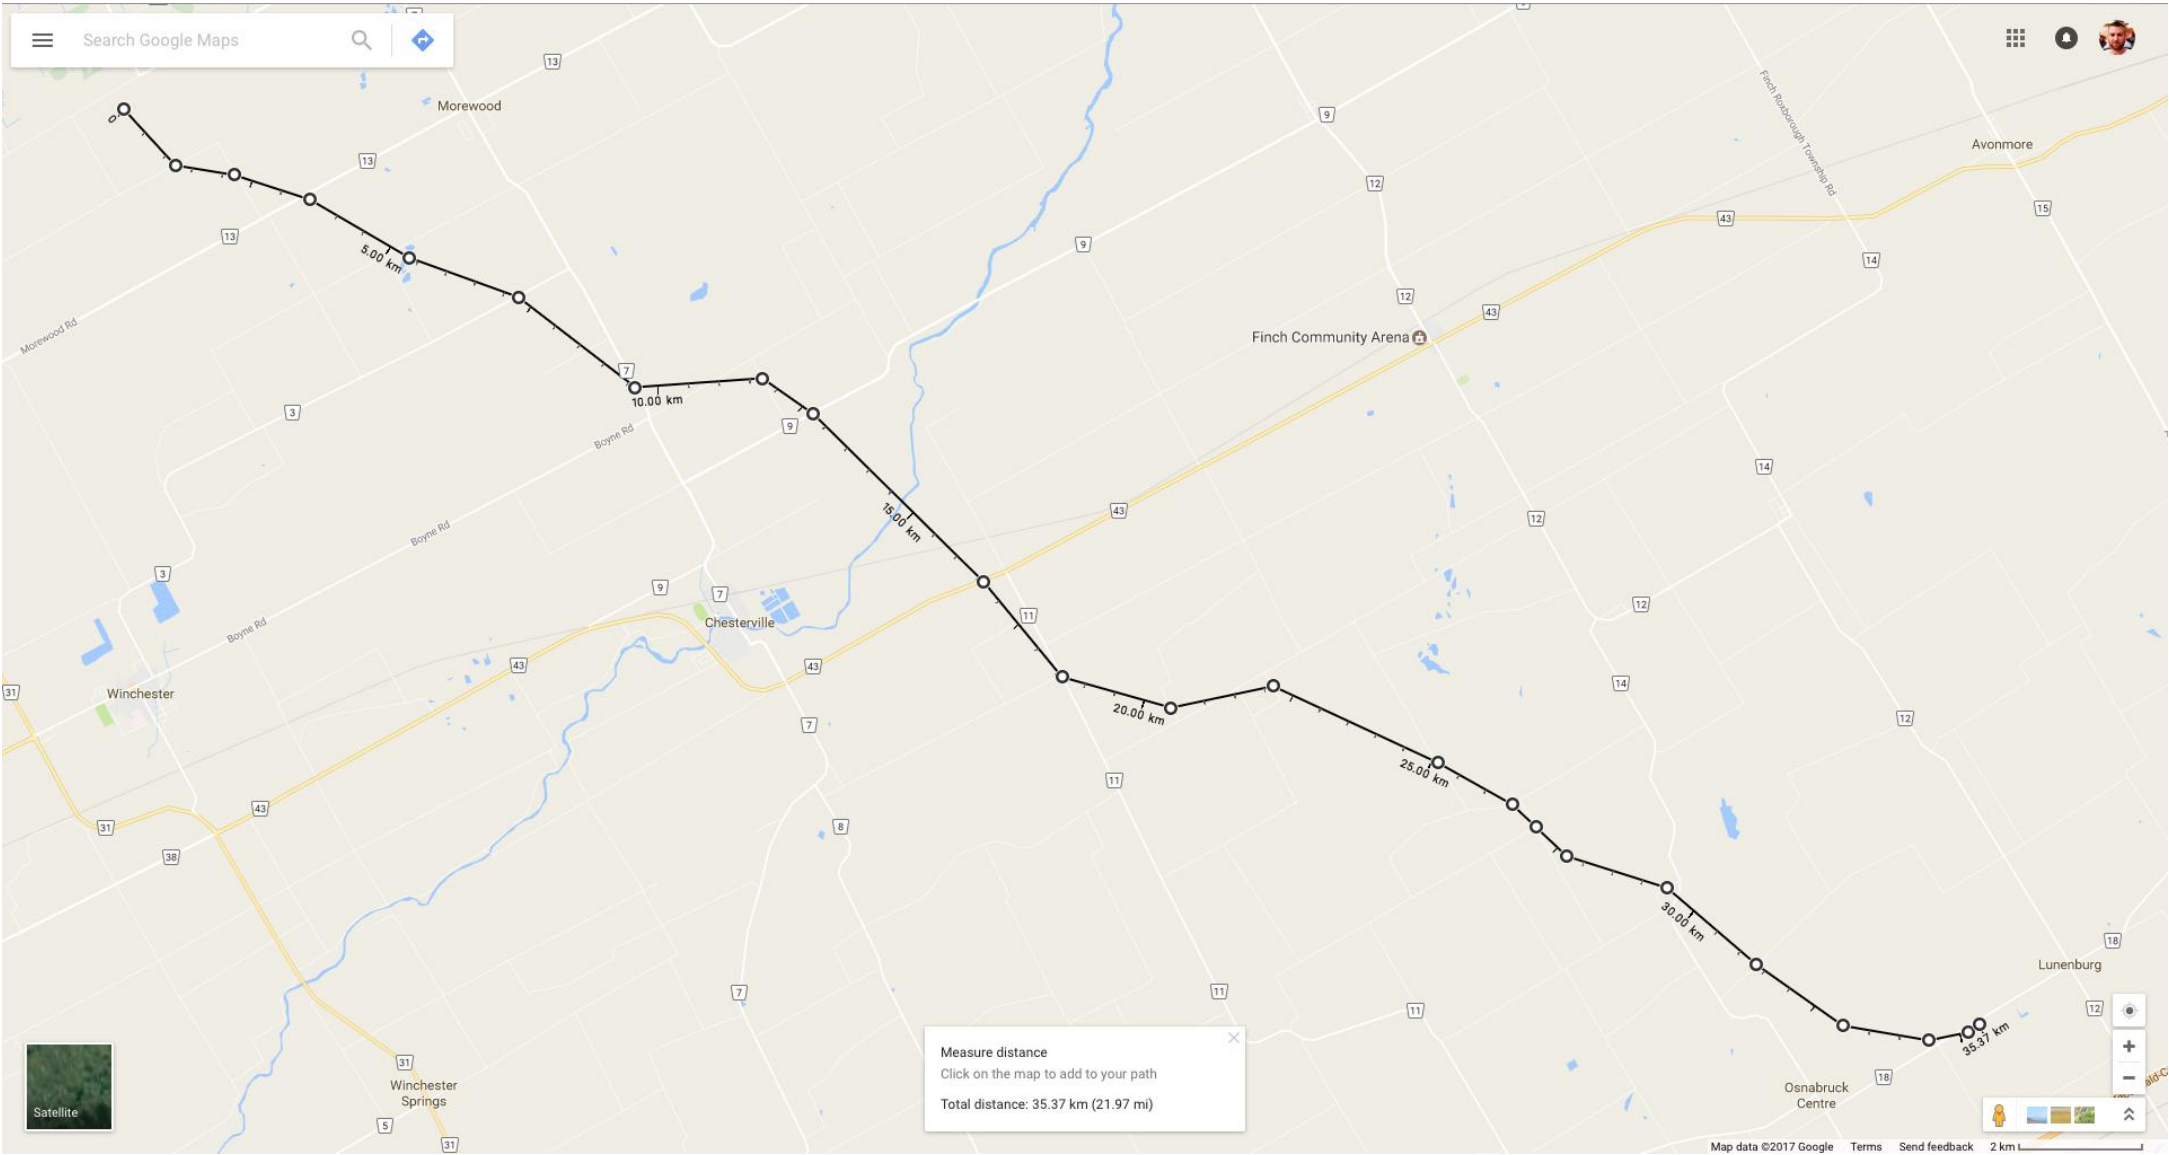 Search Google Maps
13
Morewood
9
Avonmore
13
12
15
13
43
9
14
5.00 km
12
43
Morewood Rd
Finch Roxborough Township Rd
Finch Community Arena
7
10.00 km
3
9
Boyne Rd
14
43
15.00 km
12
Boyne Rd
3
9
7
12
11
Chesterville
Boyne Rd
43
43
14
31
Winchester
20.00 km
12
7
25.00 km
11
43
31
8
38
30.00 km
18
Lunenburg
7
11
11
12
35.37 km
Measure distance
Click on the map to add to your path
Total distance: 35.37 km (21.97 mi)
31
Winchester
Springs
18
Osnabruck
Centre
Satellite
5
31
Map data ©2017 Google Terms Send feedback 2 km